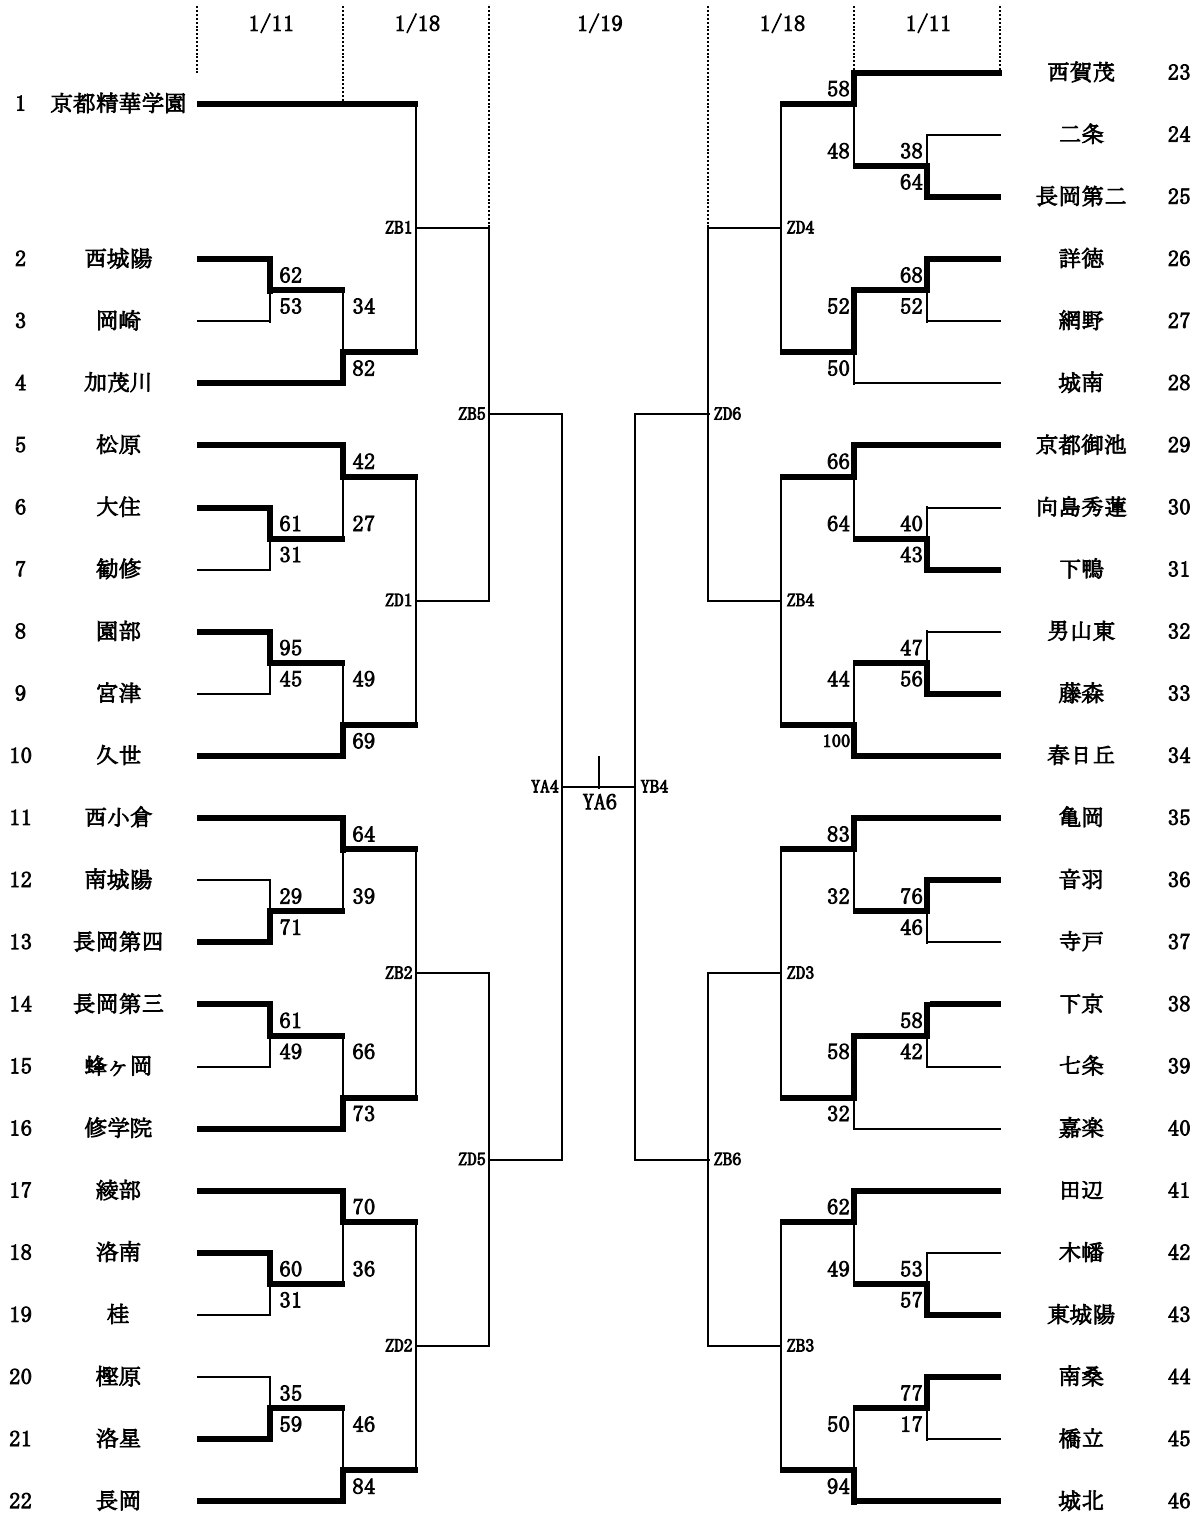 1/11 1/18 1/19 1/18 1/11
西賀茂 23
58
1 京都精華学園
二条 24
48 38
64
長岡第二 25
ZB1 ZD4
2 西城陽 詳徳 26
62 68
53 34 52 52
3 岡崎 網野 27
82 50
4 加茂川 城南 28
ZB5 ZD6
5 松原 京都御池 29
42 66
6 大住 向島秀蓮 30
61 27 64 40
31 43
7 勧修 下鴨 31
ZD1 ZB4
8 園部 男山東 32
95 47
45 49 44 56
9 宮津 藤森 33
69 100
10 久世 春日丘 34
YA4 YB4
YA6
11 西小倉 亀岡 35
64 83
12 南城陽 音羽 36
29 39 32 76
71 46
13 長岡第四 寺戸 37
ZB2 ZD3
14 長岡第三 下京 38
61 58
49 66 58 42
15 蜂ヶ岡 七条 39
73 32
16 修学院 嘉楽 40
ZD5 ZB6
17 綾部 田辺 41
70 62
18 洛南 木幡 42
60 36 49 53
31 57
19 桂 東城陽 43
ZD2 ZB3
20 樫原 南桑 44
35 77
59 46 50 17
21 洛星 橋立 45
84 94
22 長岡 城北 46